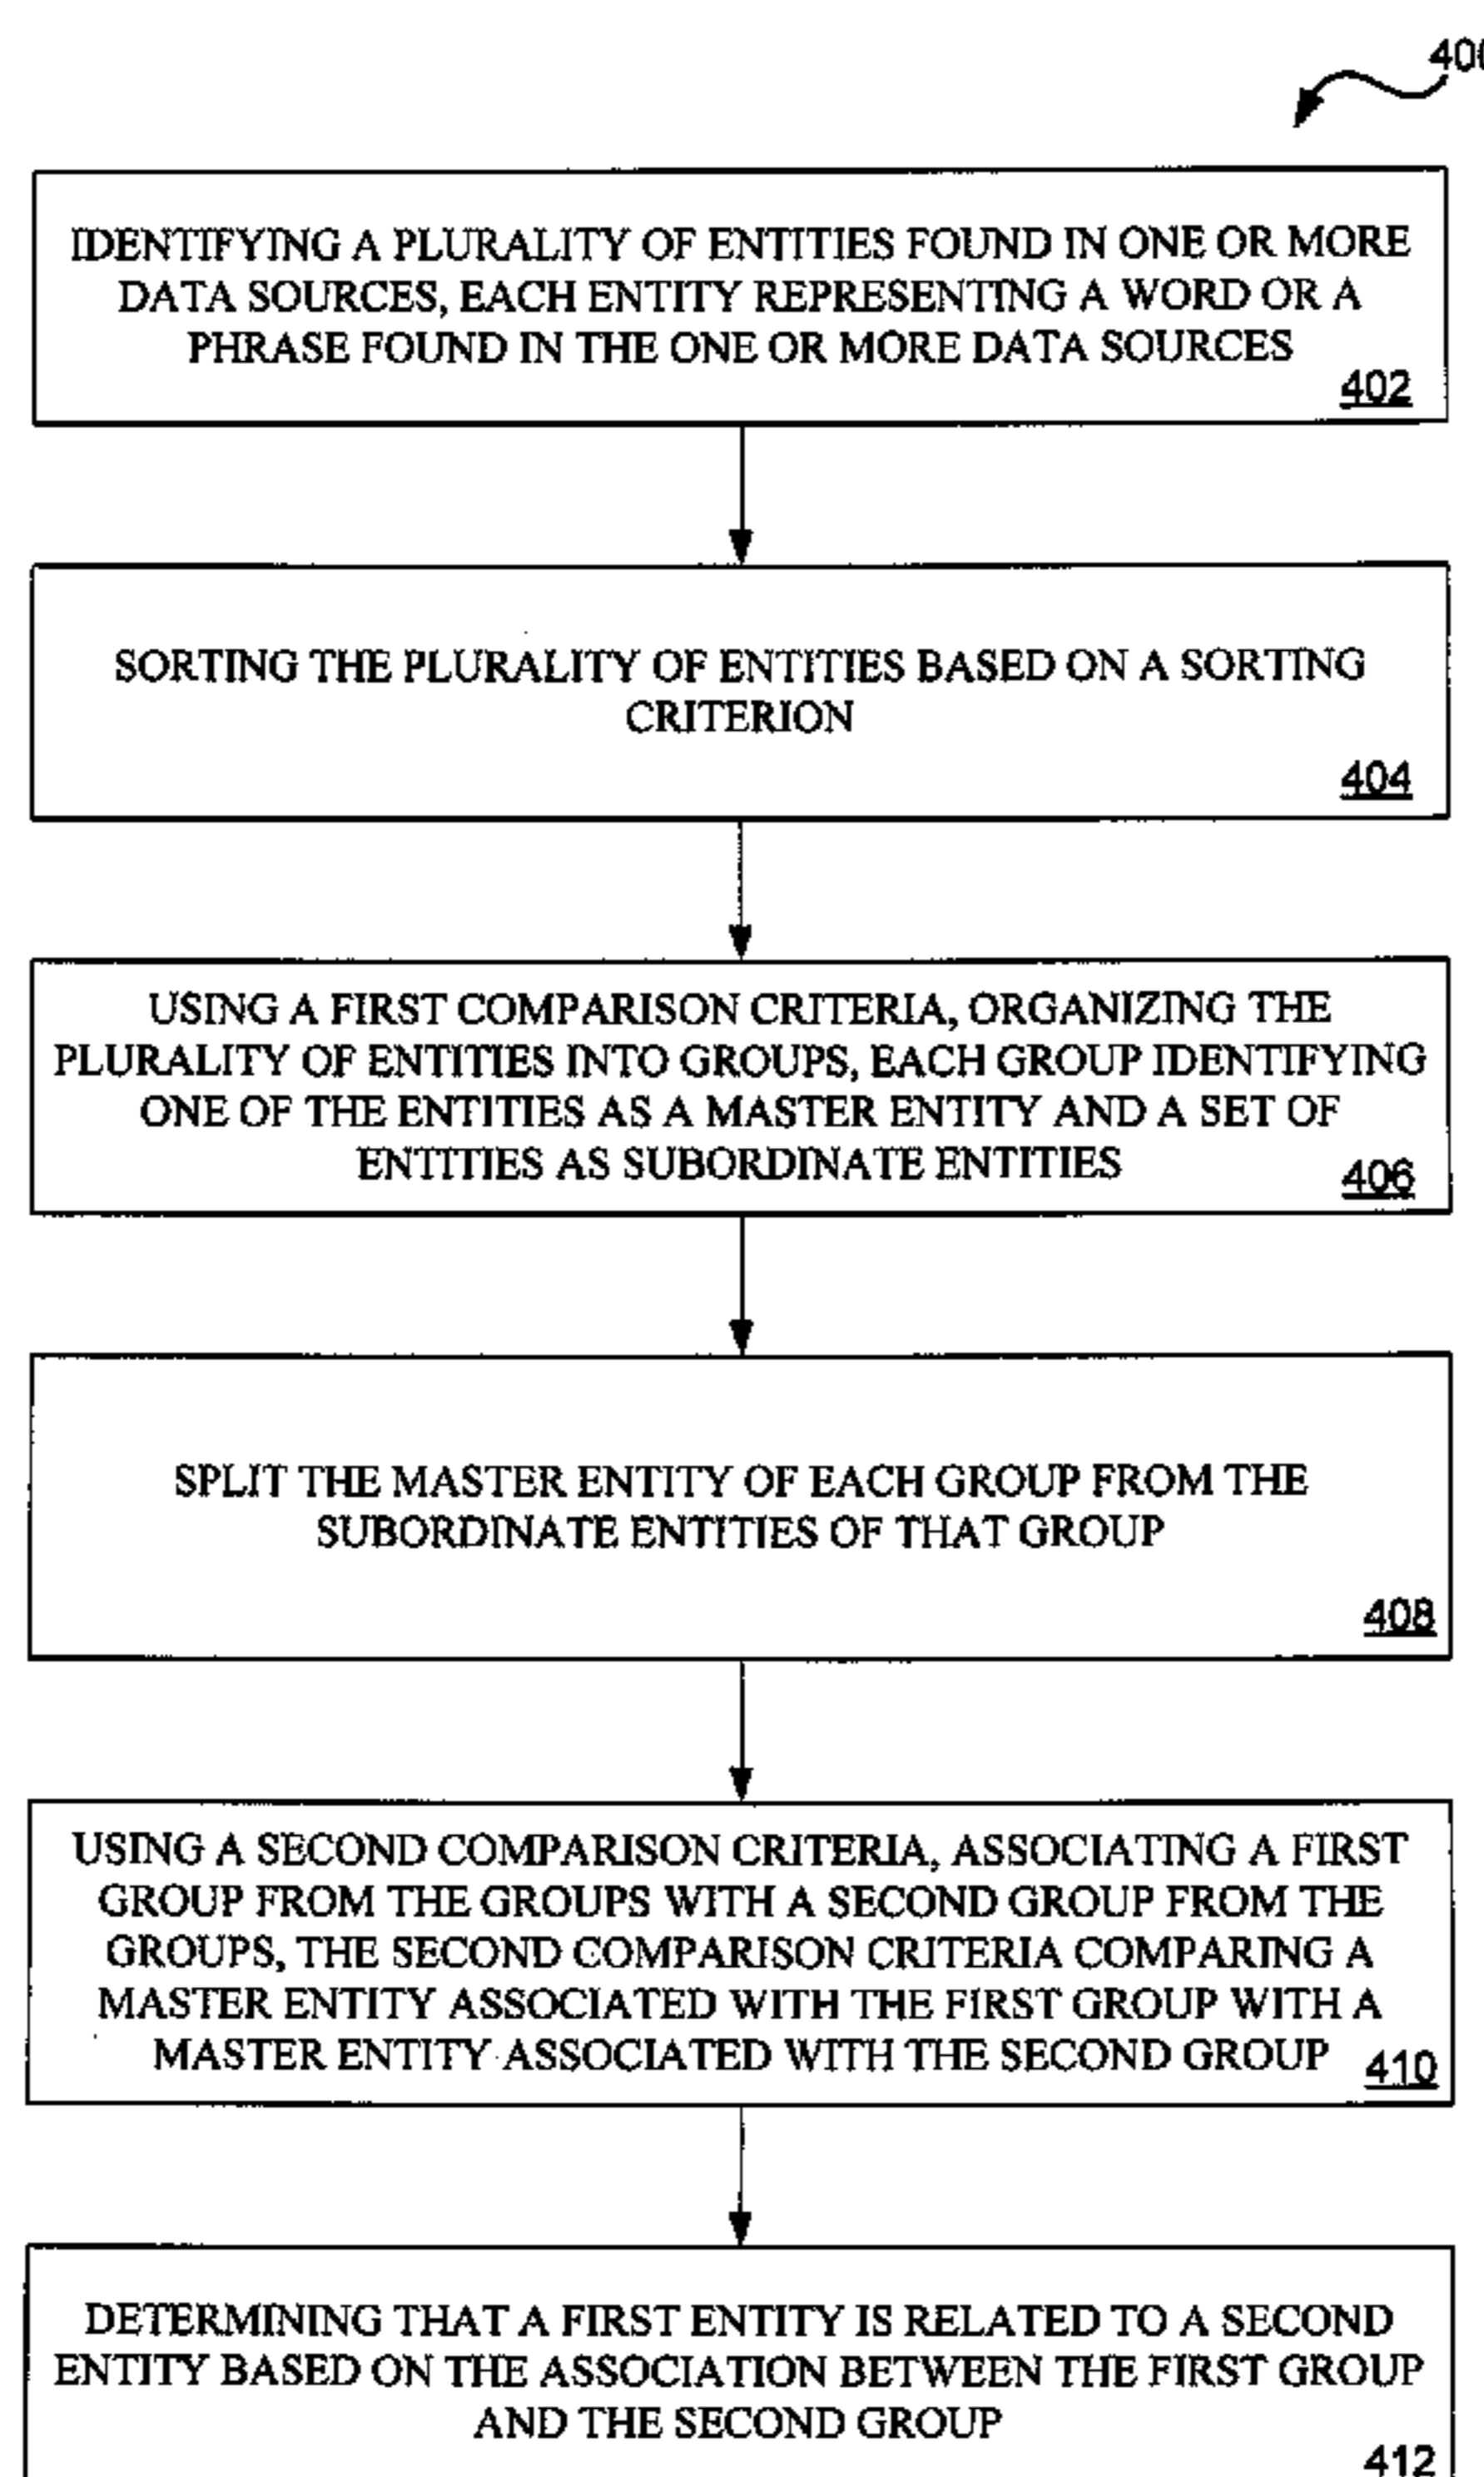 IDENTIFYING A PLURALITY OF ENTITIES FOUND IN ONE OR MORE
DATA SOURCES, EACH ENTITY REPRESENTING A WORD OR A
PHRASE FOUND IN THE ONE OR MORE DATA SOURCES
402
SORTING THE PLURALITY OF ENTITIES BASED ON A SORTING
CRITERION
404
USING A FIRST COMPARISON CRITERIA, ORGANIZING THE
PLURALITY OF ENTITIES INTO GROUPS, EACH GROUP IDENTIFYING
ONE OF THE ENTITIES AS A MASTER ENTITY AND A SET OF
ENTITIES AS SUBORDINATE ENTITIES
406
SPLIT THE MASTER ENTITY OF EACH GROUP FROM THE
SUBORDINATE ENTITIES OF THAT GROUP
408
USING A SECOND COMPARISON CRITERIA, ASSOCIATING A FIRST
GROUP FROM THE GROUPS WITH A SECOND GROUP FROM THE
GROUPS, THE SECOND COMPARISON CRITERIA COMPARING A
MASTER ENTITY ASSOCIATED WITH THE FIRST GROUP WITH A
MASTER ENTITY ASSOCIATED WITH THE SECOND GROUP
410
DETERMINING THAT A FIRST ENTITY IS RELATED TO A SECOND
ENTITY BASED ON THE ASSOCIATION BETWEEN THE FIRST GROUP
AND THE SECOND GROUP
412